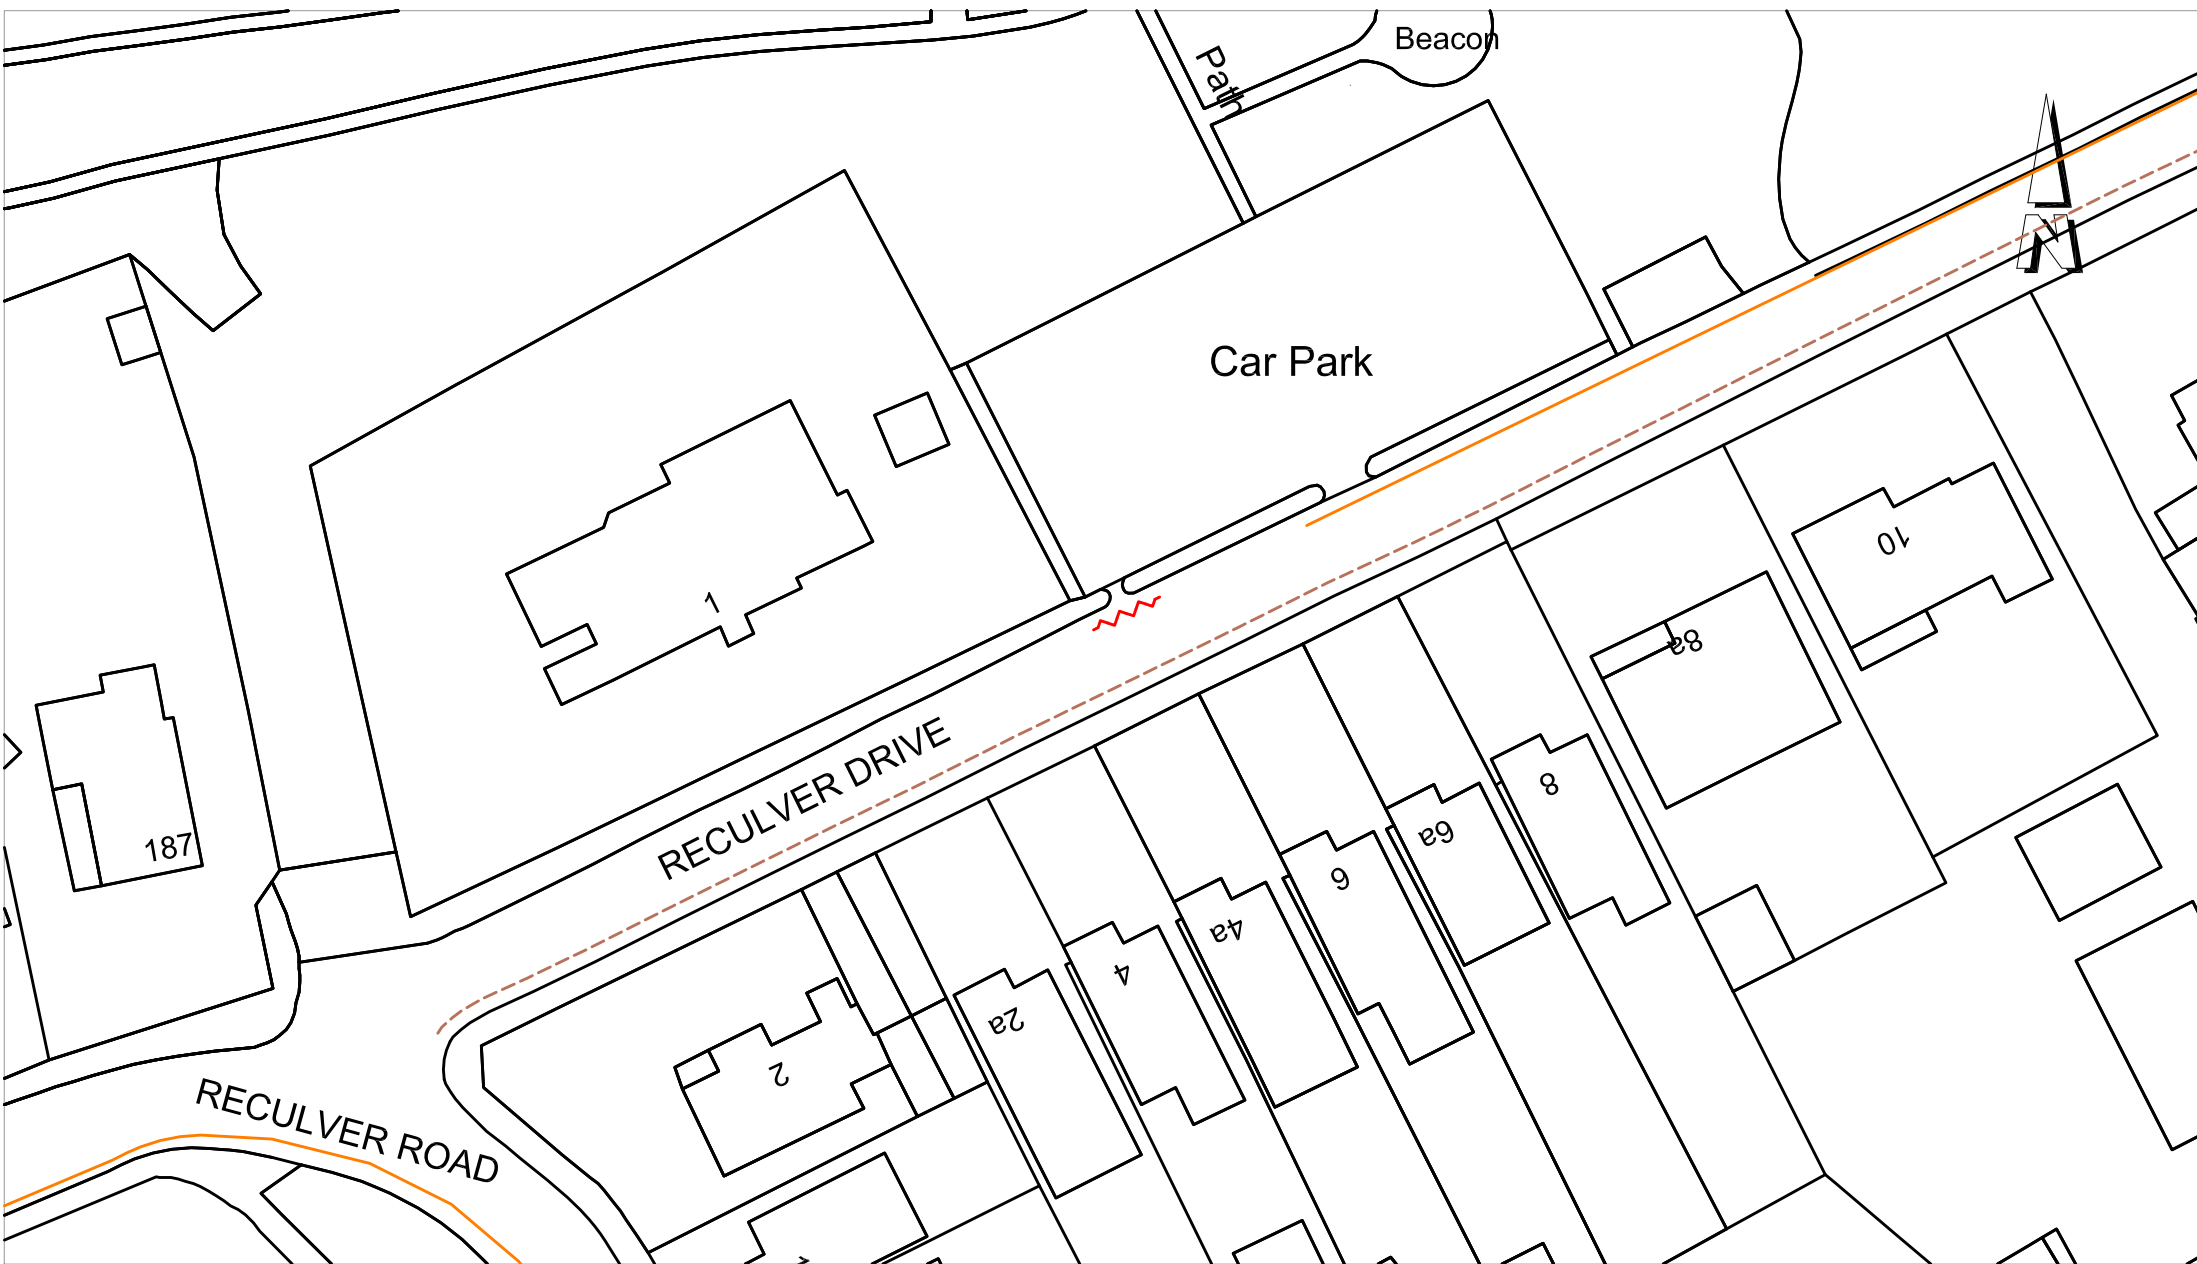 Beacon
Path
N
Car Park
10
1
8a
RECULVER DRIVE
8
187
6a
6
4a
4
2a
2
RECULVER ROAD